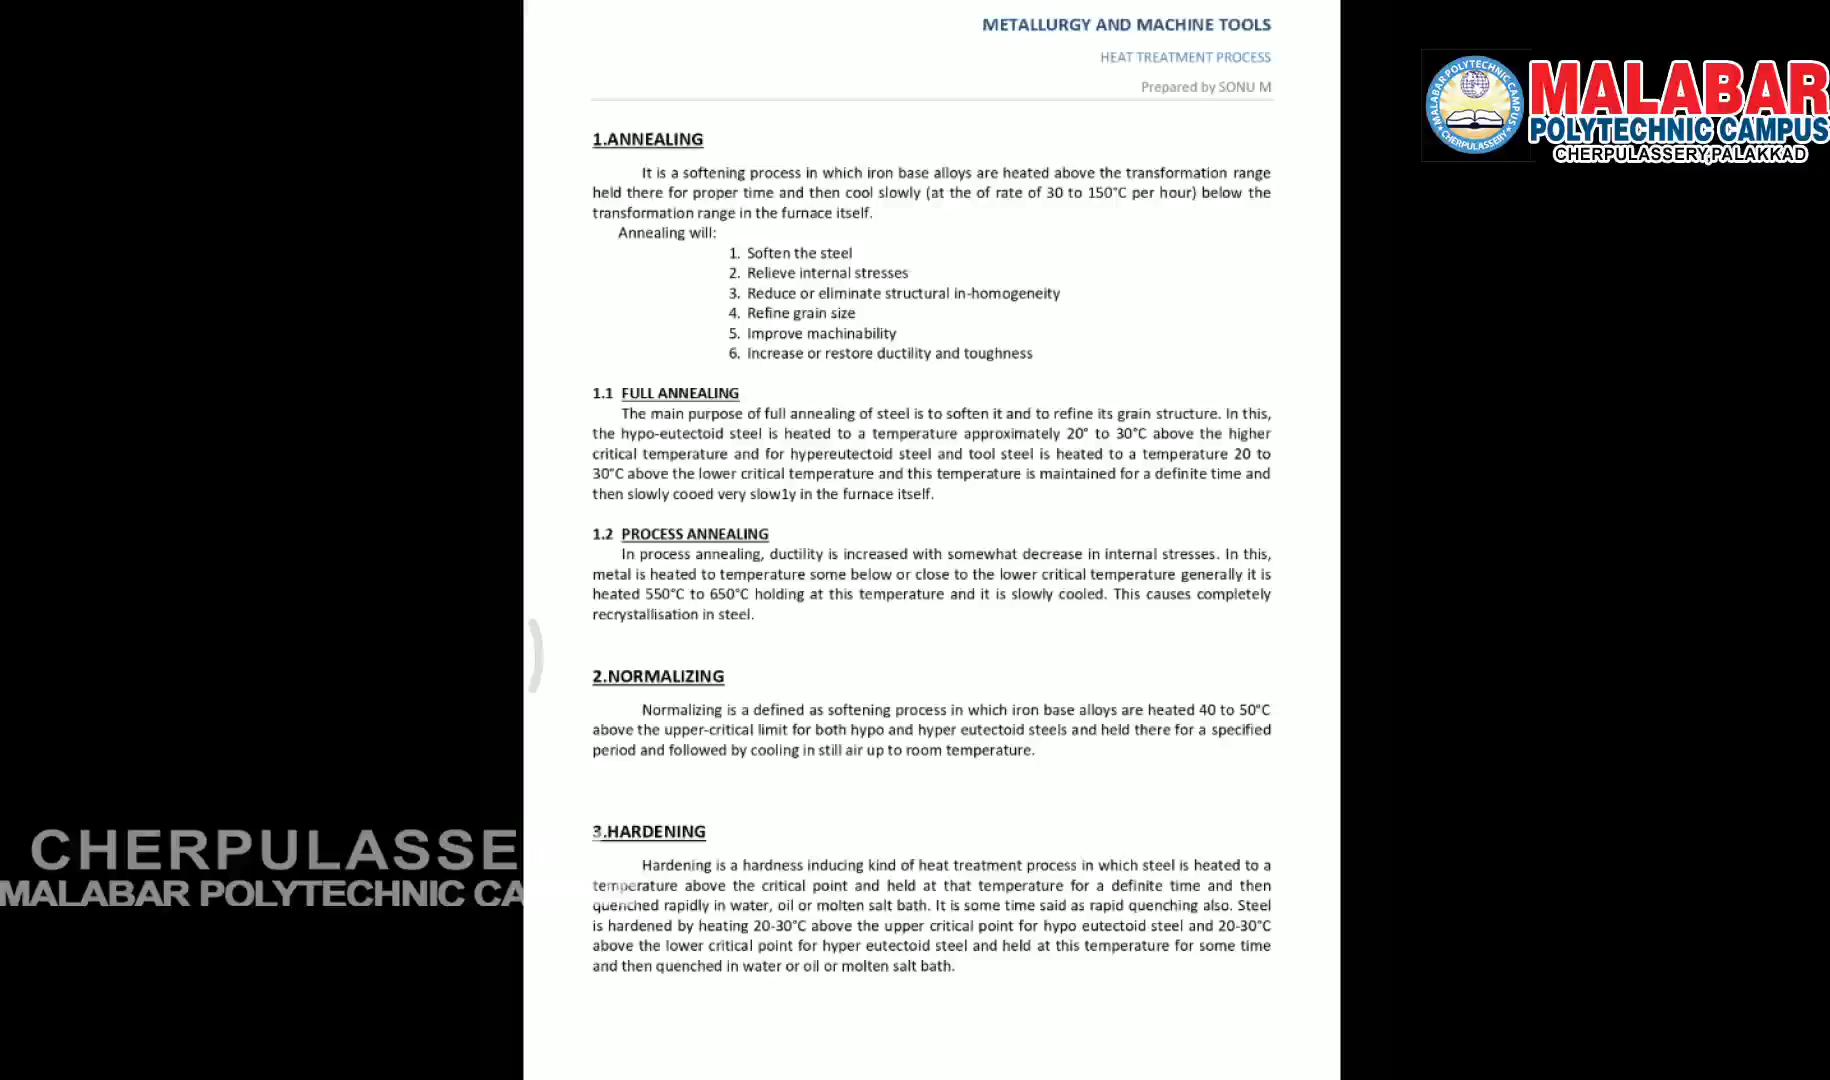 METALLURGY AND MACHINE TOOLS
HEAT TREATMENT PROCESS
Prepared by SONU M
MALABAR POLYTECHNIC CAMPUS
CHERPULASSERY
MALABAR
POLYTECHNIC CAMPUS
CHERPULASSERY,PALAKKAD
1.ANNEALING
It is a softening process in which iron base alloys are heated above the transformation range
held there for proper time and then cool slowly (at the of rate of 30 to 150°C per hour) below the
transformation range in the furnace itself.
Annealing will:
1. Soften the steel
2. Relieve internal stresses
3. Reduce or eliminate structural in-homogeneity
4. Refine grain size
5. Improve machinability
6. Increase or restore ductility and toughness
1.1 FULL ANNEALING
The main purpose of full annealing of steel is to soften it and to refine its grain structure. In this,
the hypo-eutectoid steel is heated to a temperature approximately 20° to 30°C above the higher
critical temperature and for hypereutectoid steel and tool steel is heated to a temperature 20 to
30°C above the lower critical temperature and this temperature is maintained for a definite time and
then slowly cooed very slow1y in the furnace itself.
1.2 PROCESS ANNEALING
In process annealing, ductility is increased with somewhat decrease in internal stresses. In this,
metal is heated to temperature some below or close to the lower critical temperature generally it is
heated 550°C to 650°C holding at this temperature and it is slowly cooled. This causes completely
recrystallisation in steel.
2.NORMALIZING
Normalizing is a defined as softening process in which iron base alloys are heated 40 to 50°C
above the upper-critical limit for both hypo and hyper eutectoid steels and held there for a specified
period and followed by cooling in still air up to room temperature.
3.HARDENING
Hardening is a hardness inducing kind of heat treatment process in which steel is heated to a
temperature above the critical point and held at that temperature for a definite time and then
quenched rapidly in water, oil or molten salt bath. It is some time said as rapid quenching also. Steel
is hardened by heating 20-30°C above the upper critical point for hypo eutectoid steel and 20-30°C
above the lower critical point for hyper eutectoid steel and held at this temperature for some time
and then quenched in water or oil or molten salt bath.
CHERPULASSE
MALABAR POLYTECHNIC CA